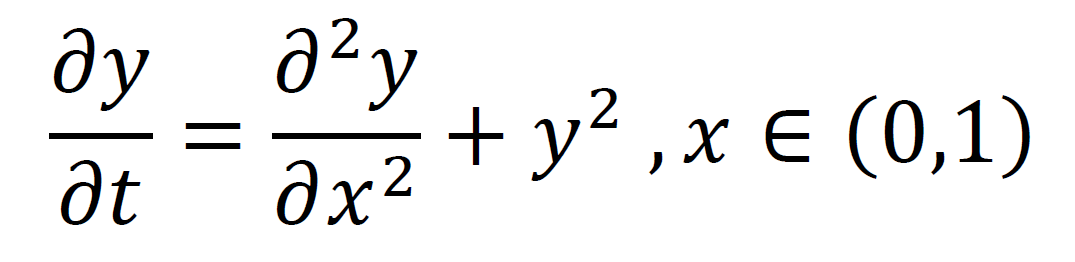 ∂y/∂t = ∂²y/∂x² + y² , x ∈ (0,1)